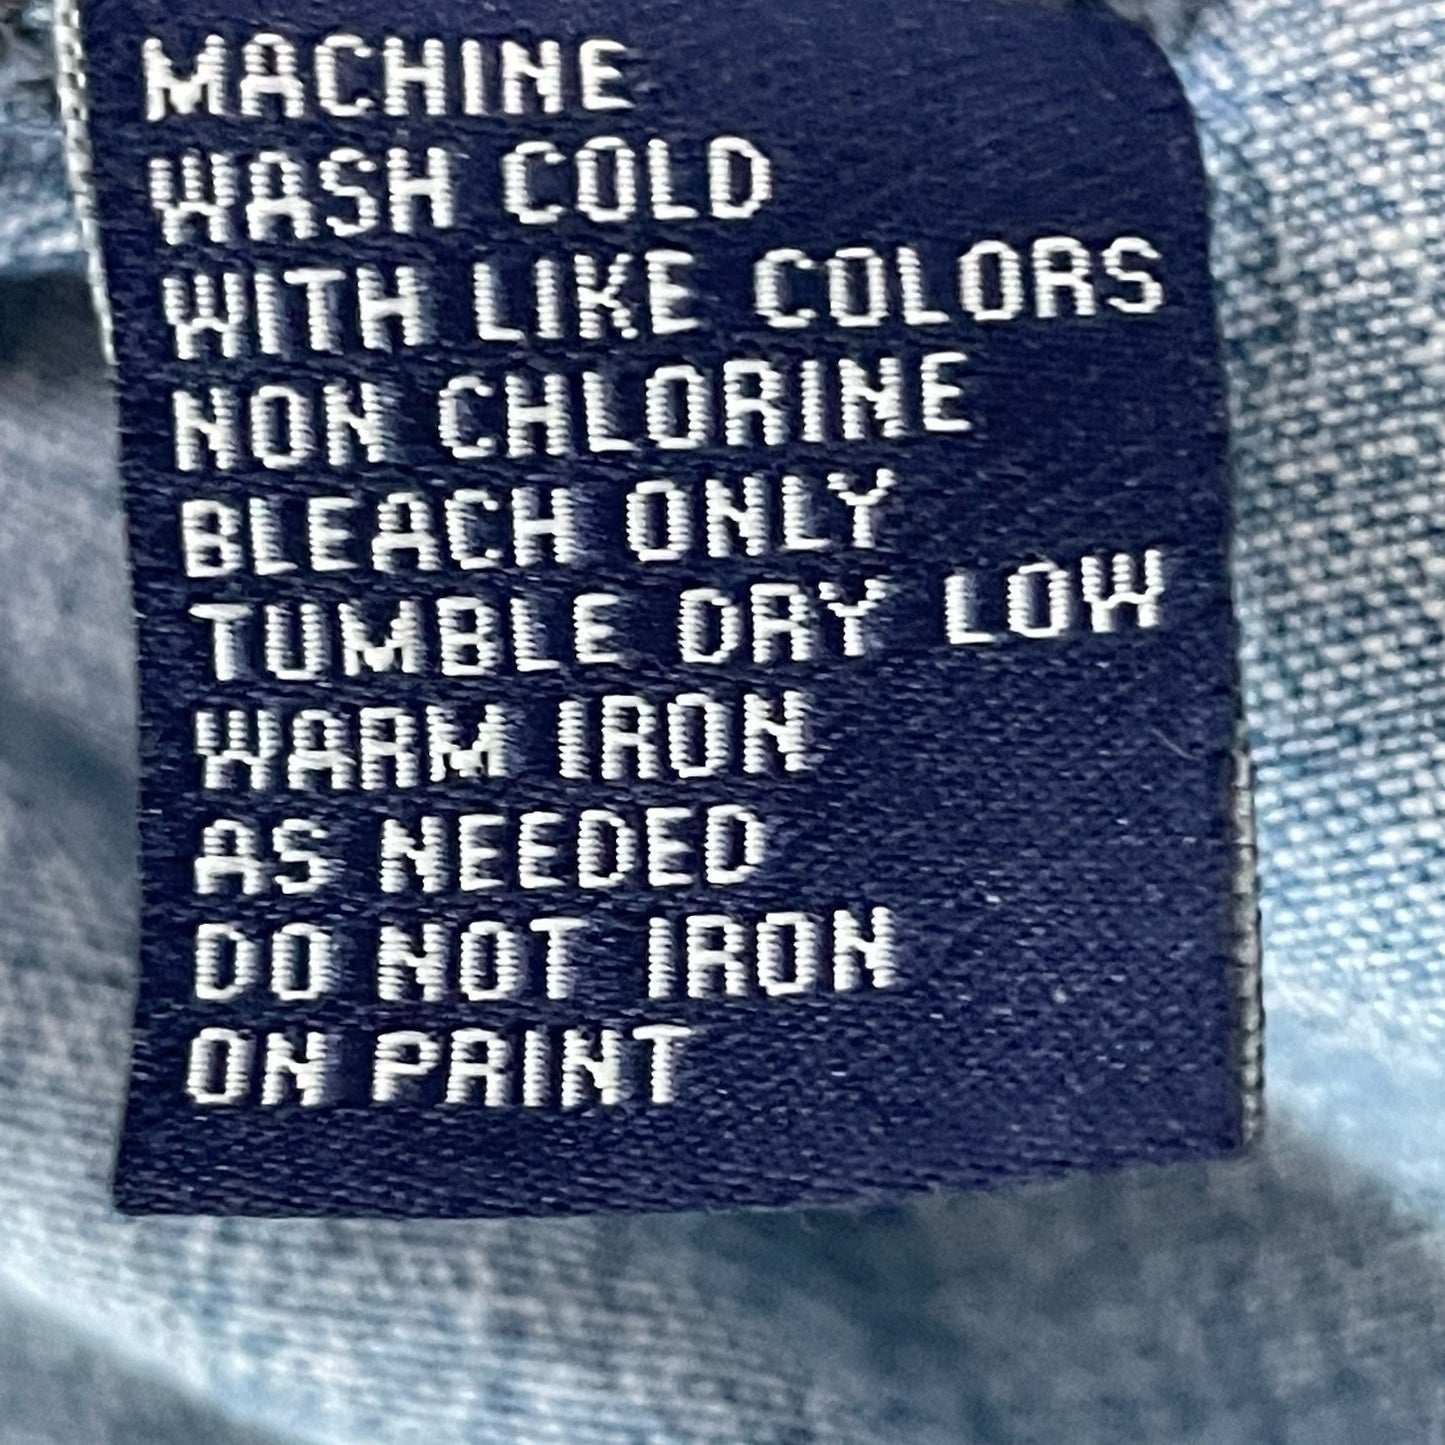 MACHINE
WASH COLD
WITH LIKE COLORS
NON CHLORINE
BLEACH ONLY
TUMBLE DRY LOW
WARM IRON
AS NEEDED
DO NOT IRON
ON PRINT